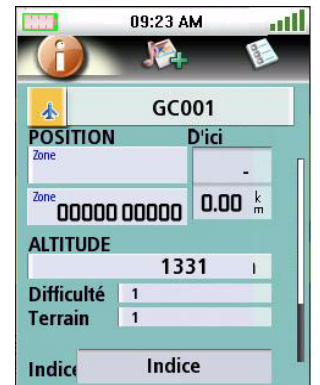 09:23 AM
GC001
POSITION D'ici
Zone
-
Zone
00000 00000 0.00 km
ALTITUDE
1331
Difficulté 1
Terrain 1
Indice Indice